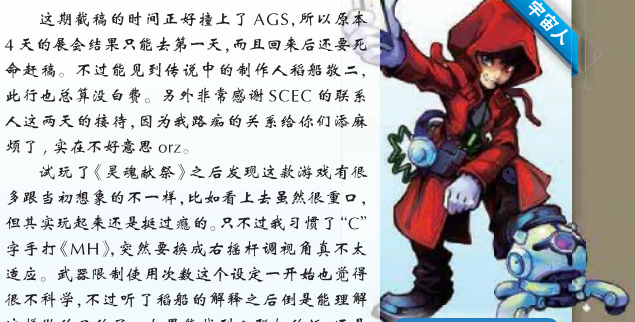 这期截稿的时间正好撞上了 AGS,所以原本
4 天的展会结果只能去第一天,而且回来后还要死
命赶稿。不过能见到传说中的制作人稻船敬二,
此行也总算没白费。另外非常感谢 SCEC 的联系
人这两天的接待,因为我路痴的关系给你们添麻
烦了,实在不好意思 orz。
试玩了《灵魂献祭》之后发现这款游戏有很
多跟当初想象的不一样,比如看上去虽然很重口,
但其实玩起来还是挺过瘾的。只不过我习惯了“C”
字手打《MH》,突然要换成右摇杆调视角真不太
适应。武器限制使用次数这个设定一开始也觉得
很不科学,不过听了稻船的解释之后倒是能理解
宇宙人